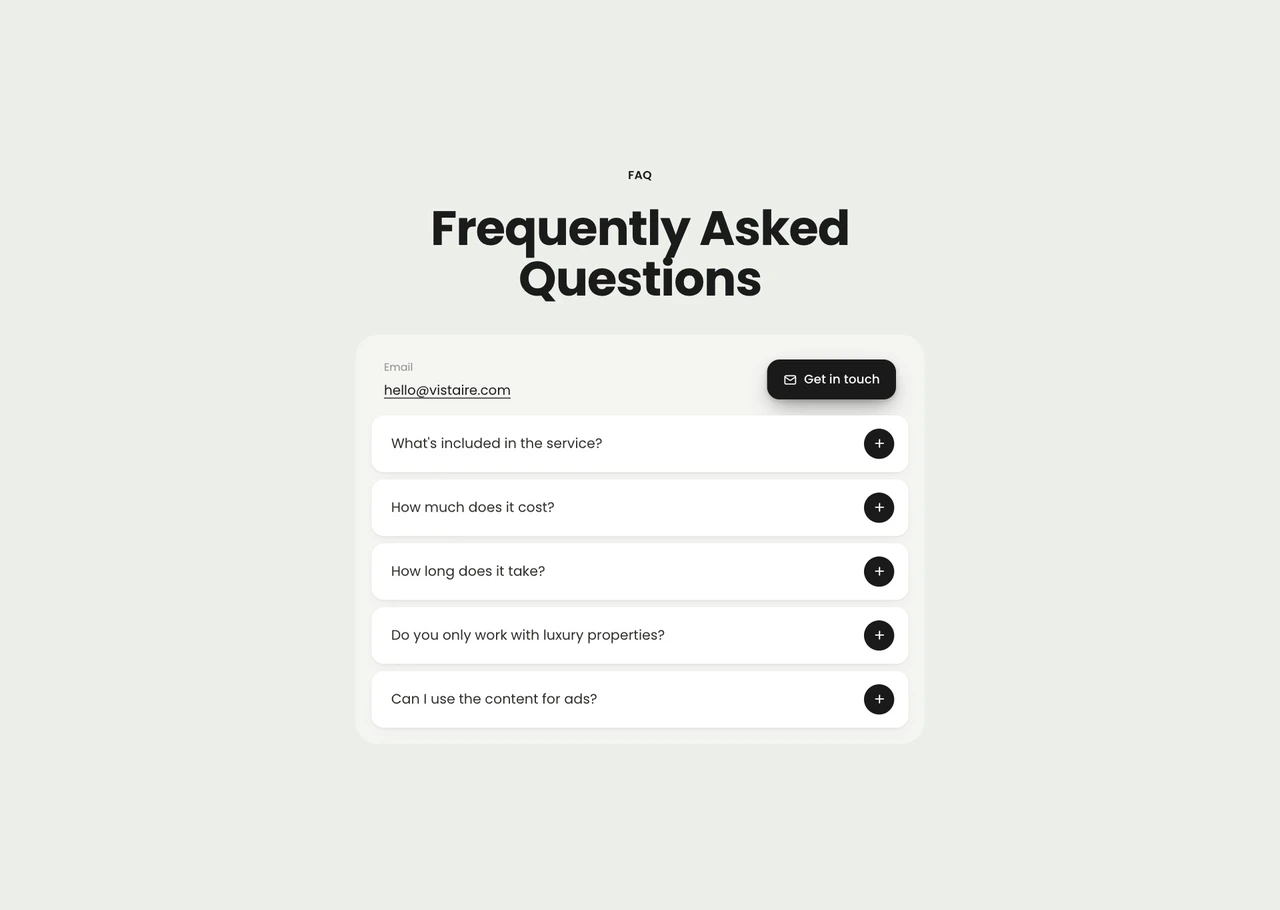 FAQ
Frequently Asked
Questions
Email
hello@vistaire.com
Get in touch
What's included in the service?
How much does it cost?
How long does it take?
Do you only work with luxury properties?
Can I use the content for ads?